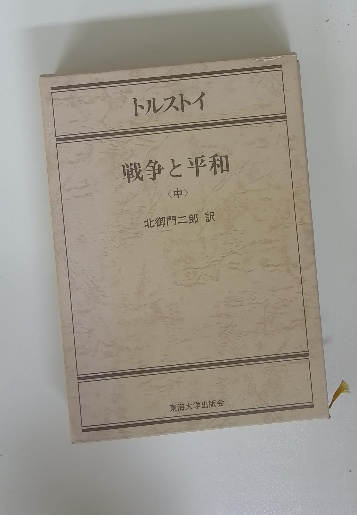 トルストイ
戦争と平和
〈中〉
北御門二郎 訳
東海大学出版会